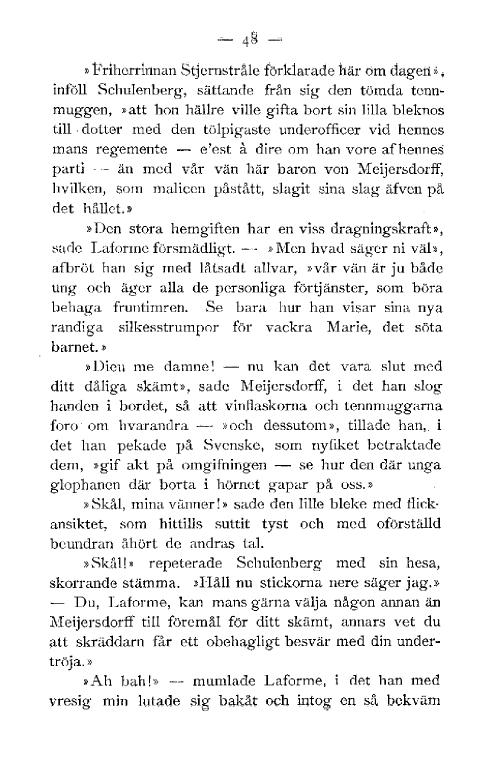 — 48 —
»Friherrinnan Stjernstråle förklarade här om dagen»,
inföll Schulenberg, sättande från sig den tömda tenn-
muggen, »att hon hällre ville gifta bort sin lilla bleknos
till dotter med den tölpigaste underofficer vid hennes
mans regemente — e'est à dire om han vore af hennes
parti — än med vår vän här baron von Meijersdorff,
hvilken, som malicen påstått, slagit sina slag äfven på
det hållet.»
»Den stora hemgiften har en viss dragningskraft»,
sade Laforme försmädligt. — »Men hvad säger ni väl»,
afbröt han sig med låtsadt allvar, »vår vän är ju både
ung och äger alla de personliga förtjänster, som böra
behaga fruntimren. Se bara hur han visar sina nya
randiga silkesstrumpor för vackra Marie, det söta
barnet.»
»Dieu me damne! — nu kan det vara slut med
ditt dåliga skämt», sade Meijersdorff, i det han slog
handen i bordet, så att vinflaskorna och tennmuggarna
foro om hvarandra — »och dessutom», tillade han, i
det han pekade på Svenske, som nyfiket betraktade
dem, »gif akt på omgifningen — se hur den där unga
glophanen där borta i hörnet gapar på oss.»
»Skål, mina vänner!» sade den lille bleke med flick-
ansiktet, som hittills suttit tyst och med oförställd
beundran åhört de andras tal.
»Skål!» repeterade Schulenberg med sin hesa,
skorrande stämma. »Håll nu stickorna nere säger jag.»
— Du, Laforme, kan mans gärna välja någon annan än
Meijersdorff till föremål för ditt skämt, annars vet du
att skräddarn får ett obehagligt besvär med din under-
tröja.»
»Ah bah!» — mumlade Laforme, i det han med
vresig min lutade sig bakåt och intog en så bekväm